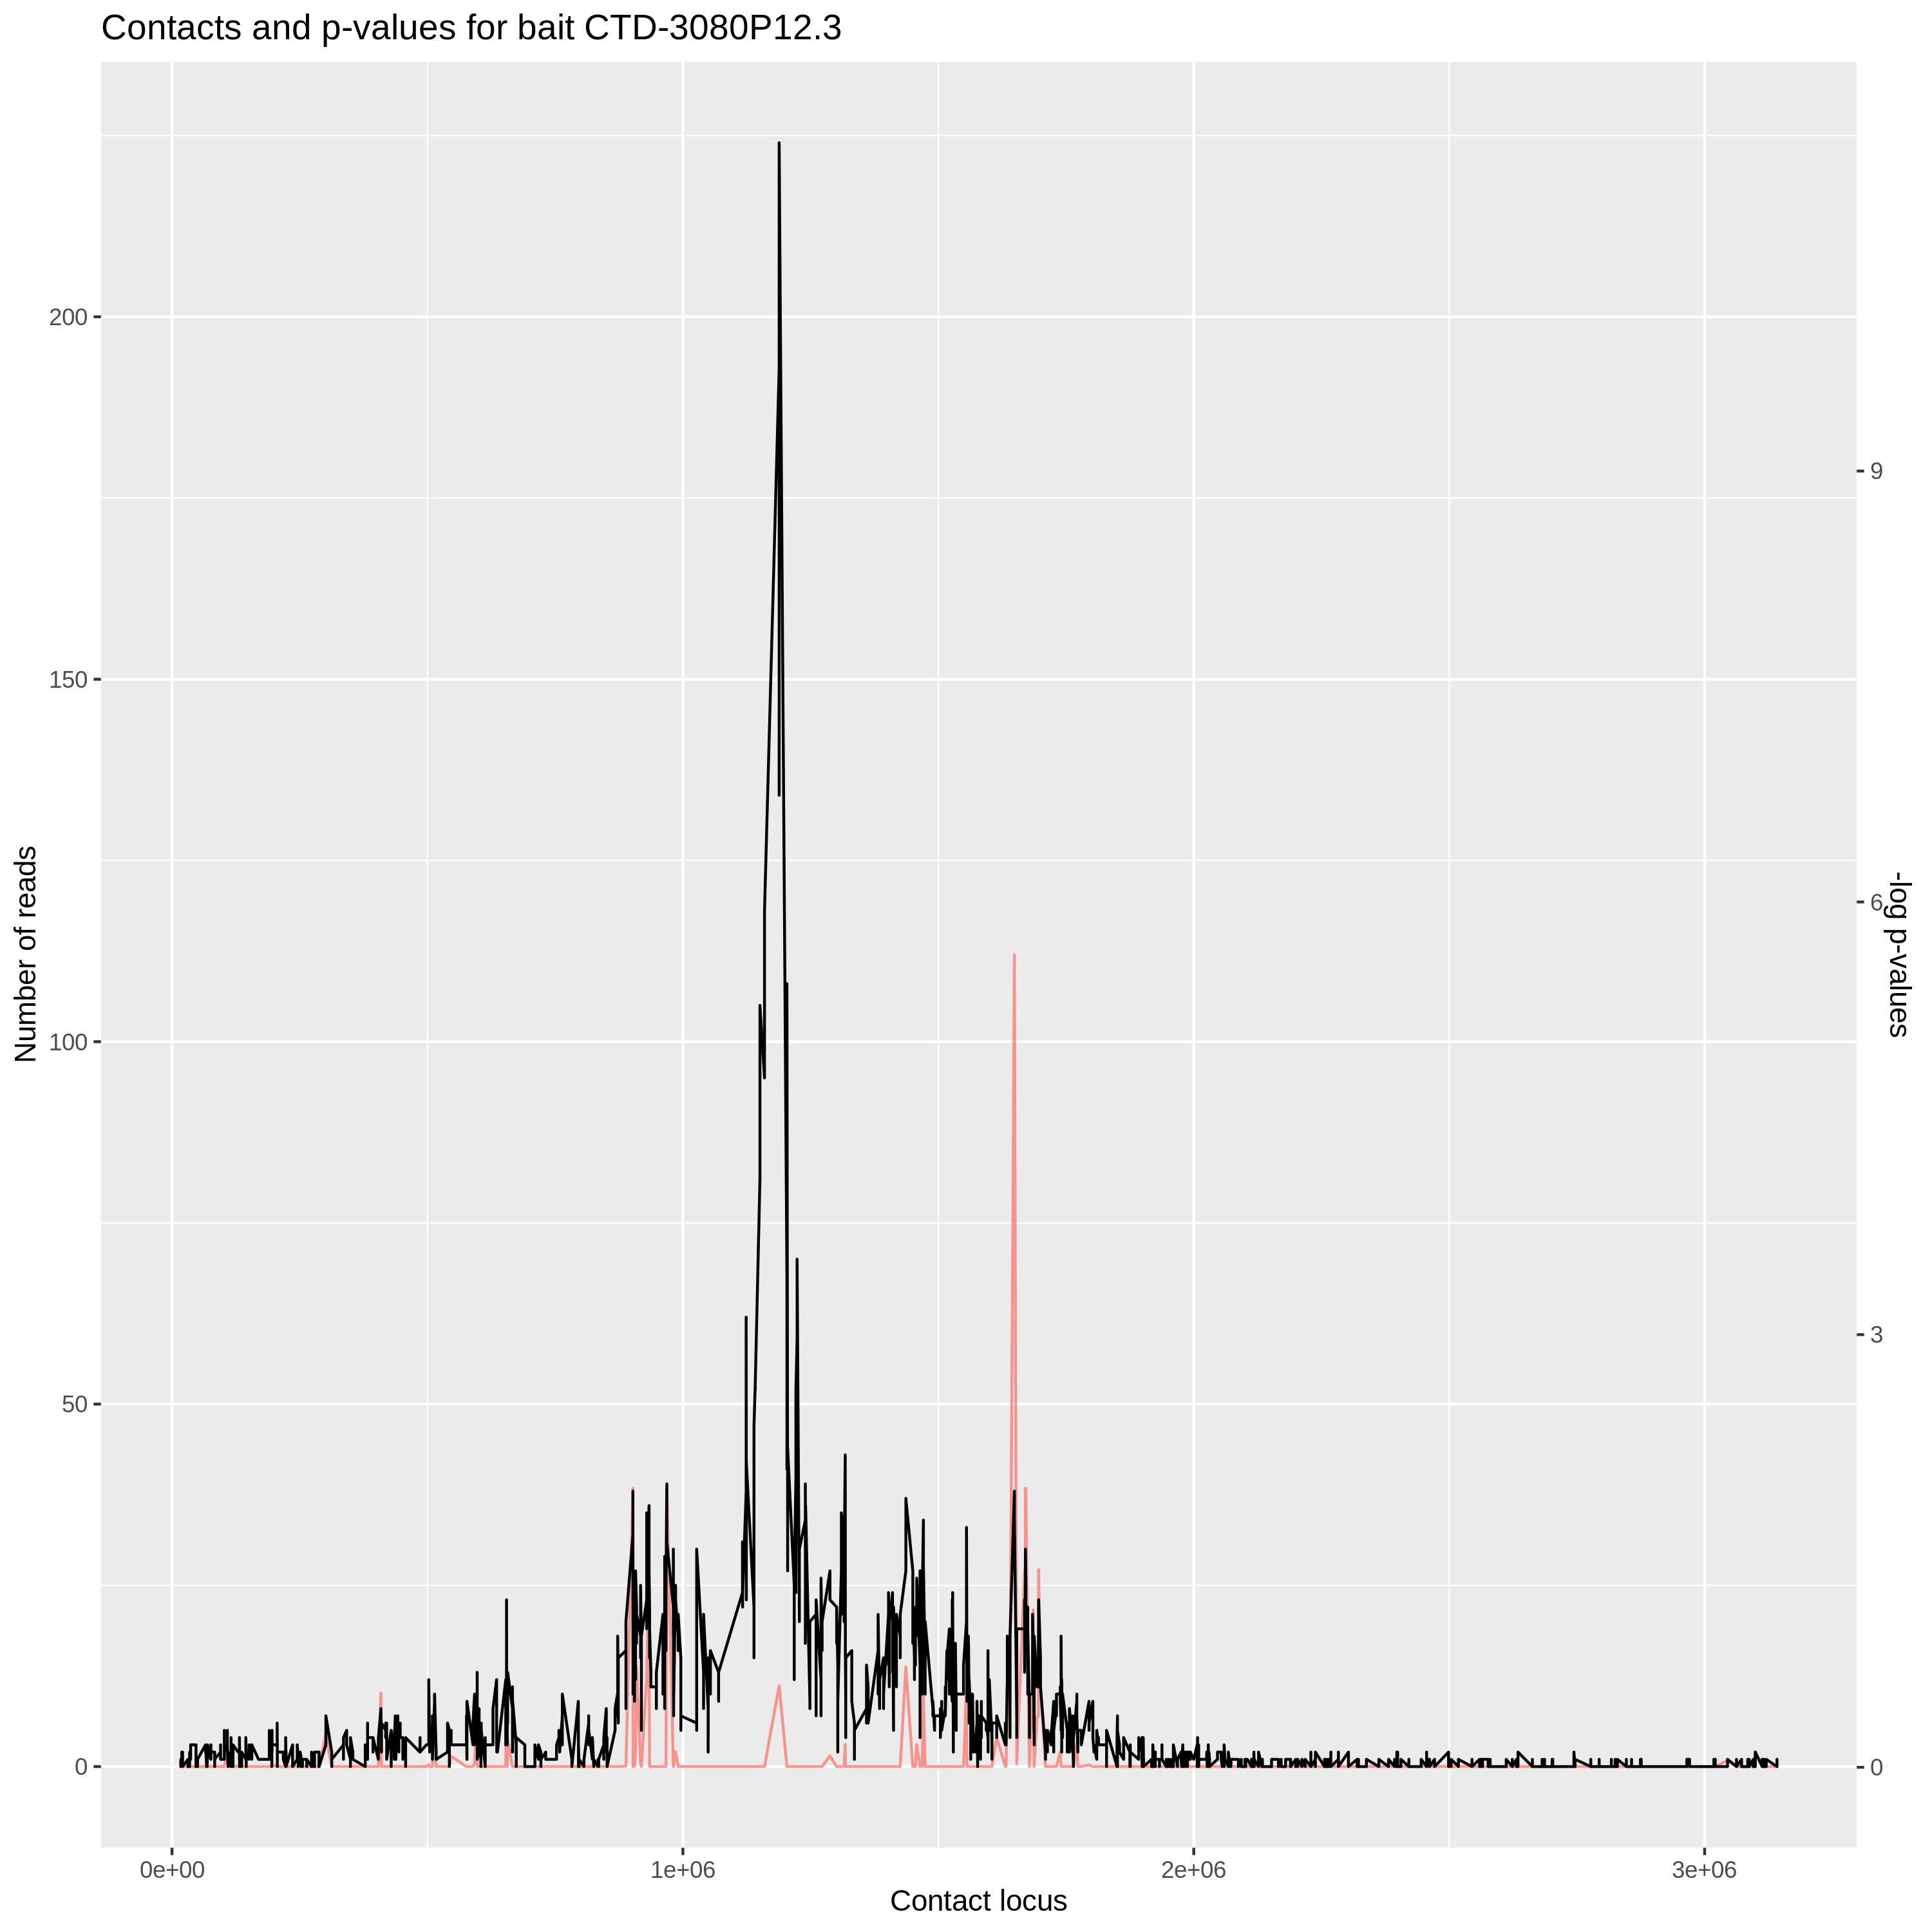 Contacts and p-values for bait CTD-3080P12.3
200
150
100
50
0
Number of reads
9
6
3
0
-log p-values
0e+00
1e+06
2e+06
3e+06
Contact locus